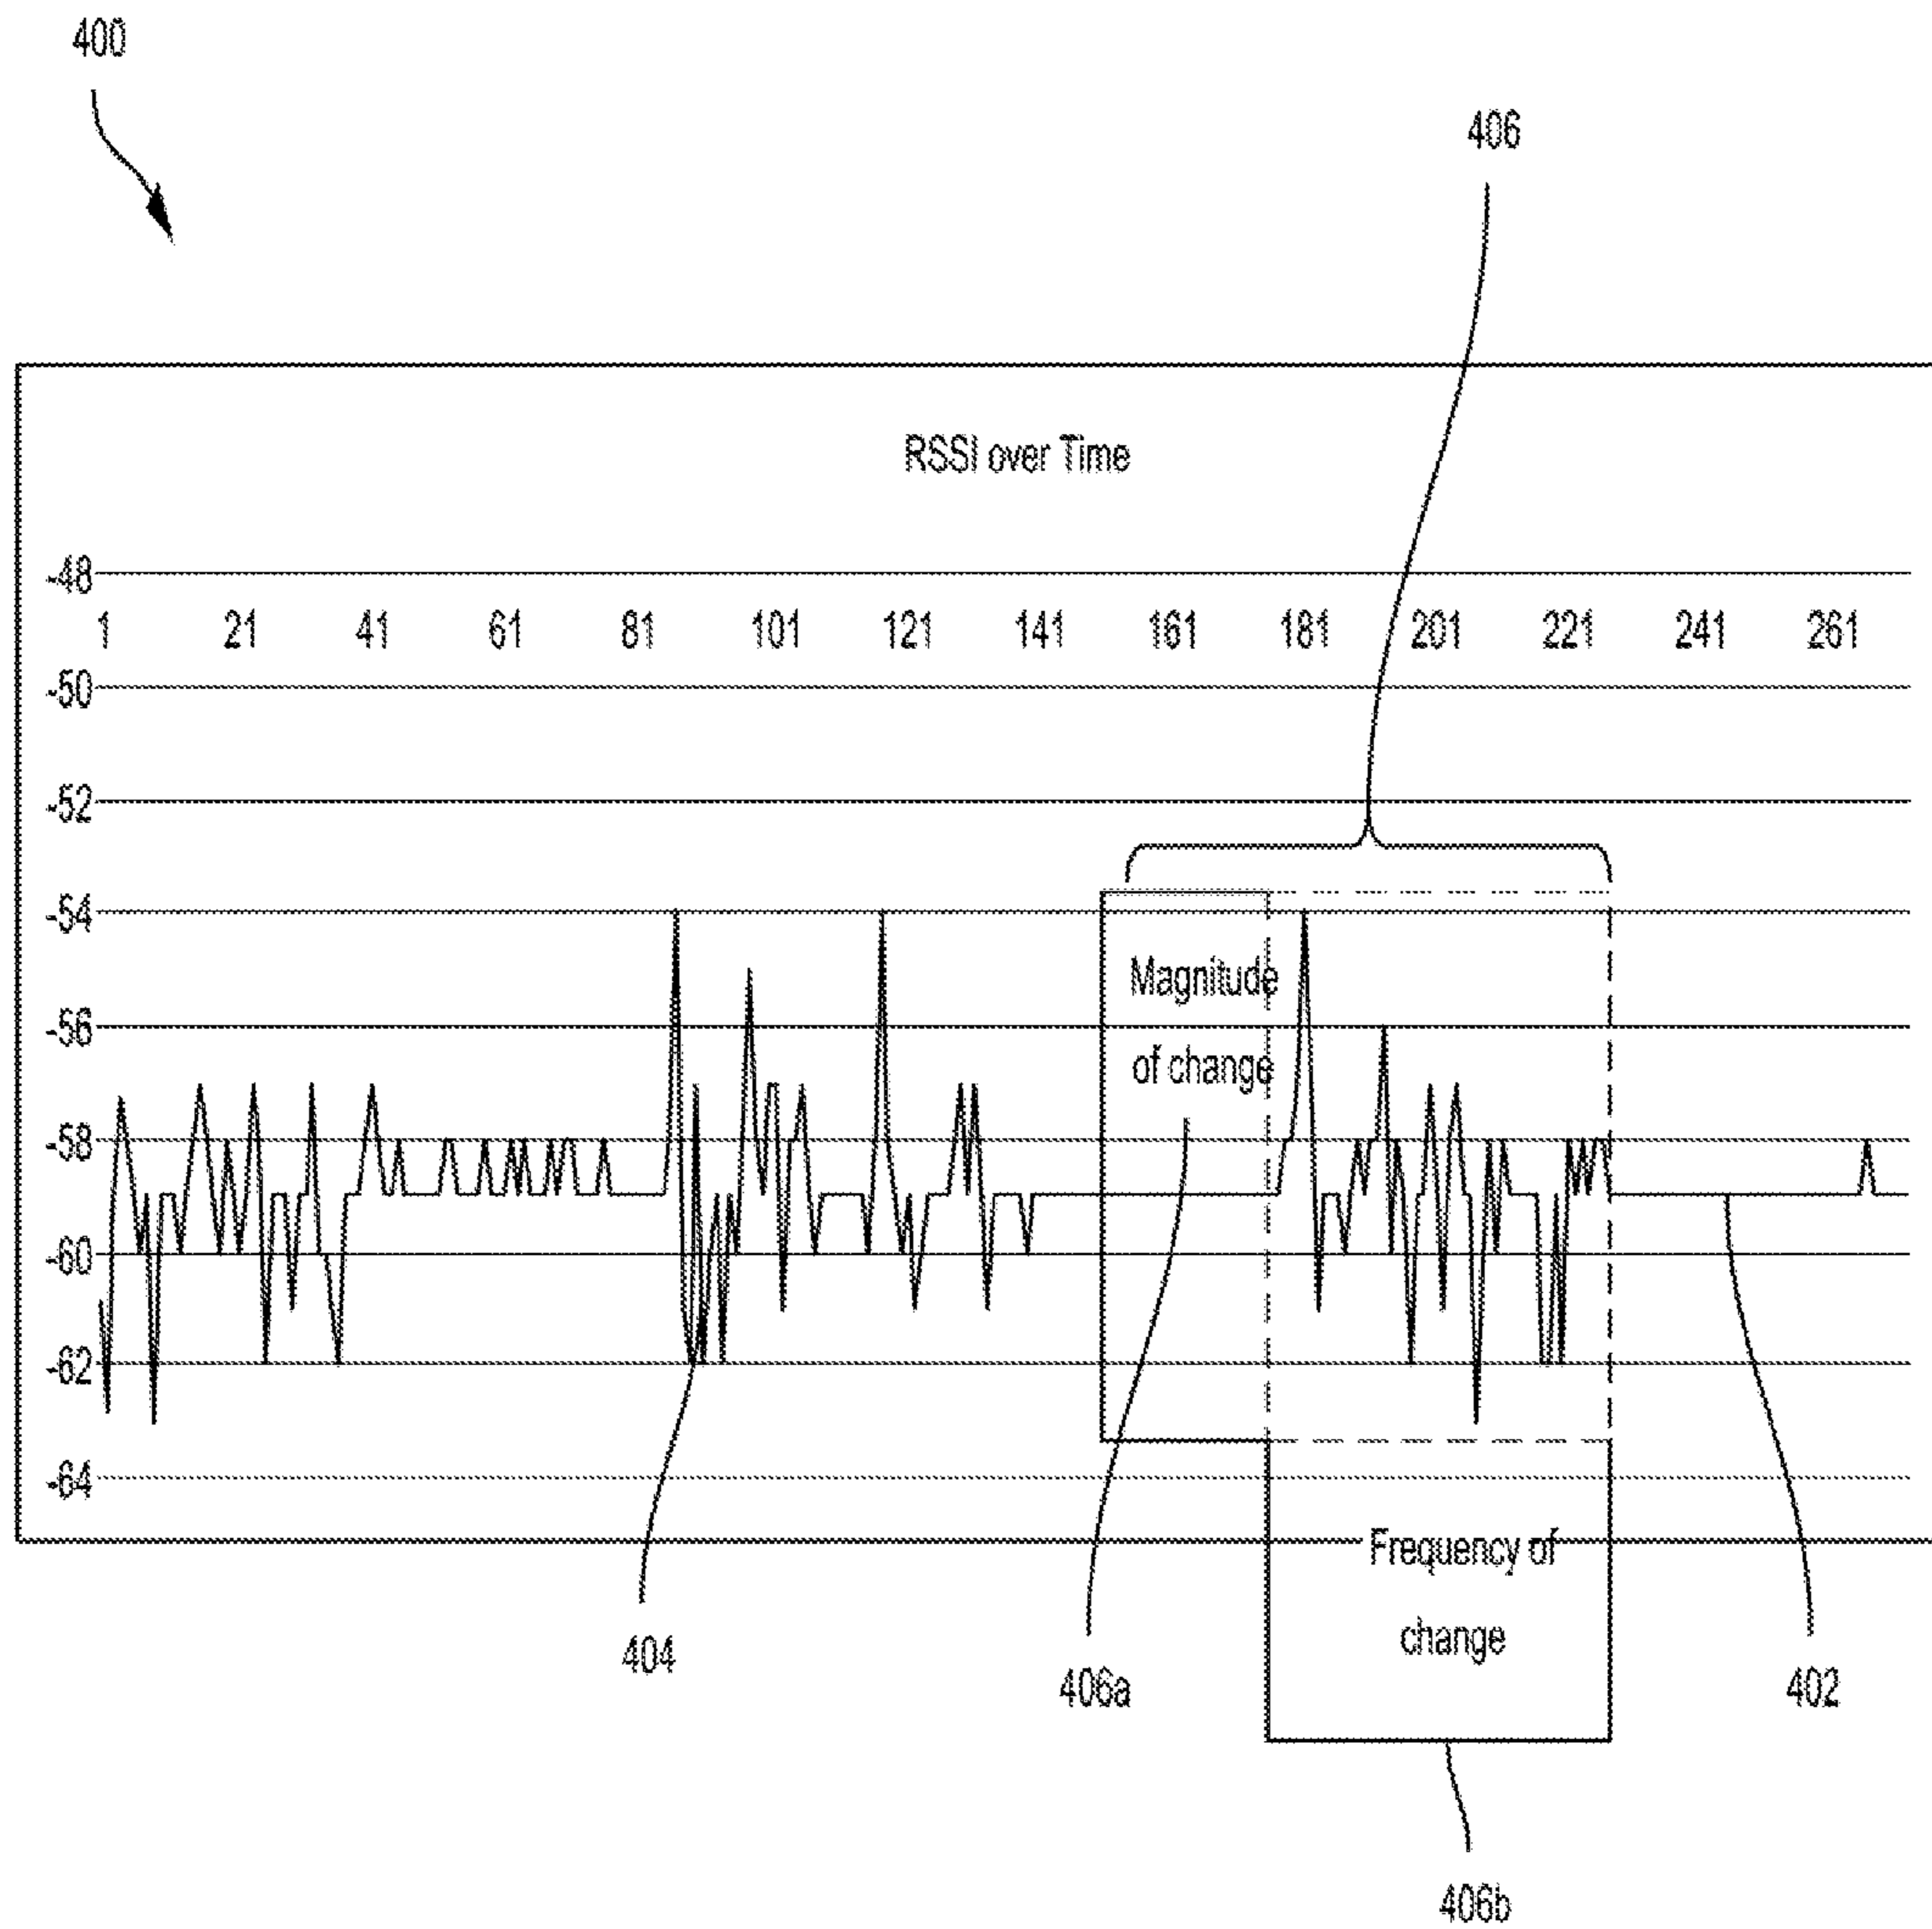 400
406
RSSI over Time
-48
1 21 41 61 81 101 121 141 161 181 201 221 241 261
-50
-52
-54
Magnitude
of change
-56
-58
-60
-62
-64
Frequency of
change
404
406a
402
406b